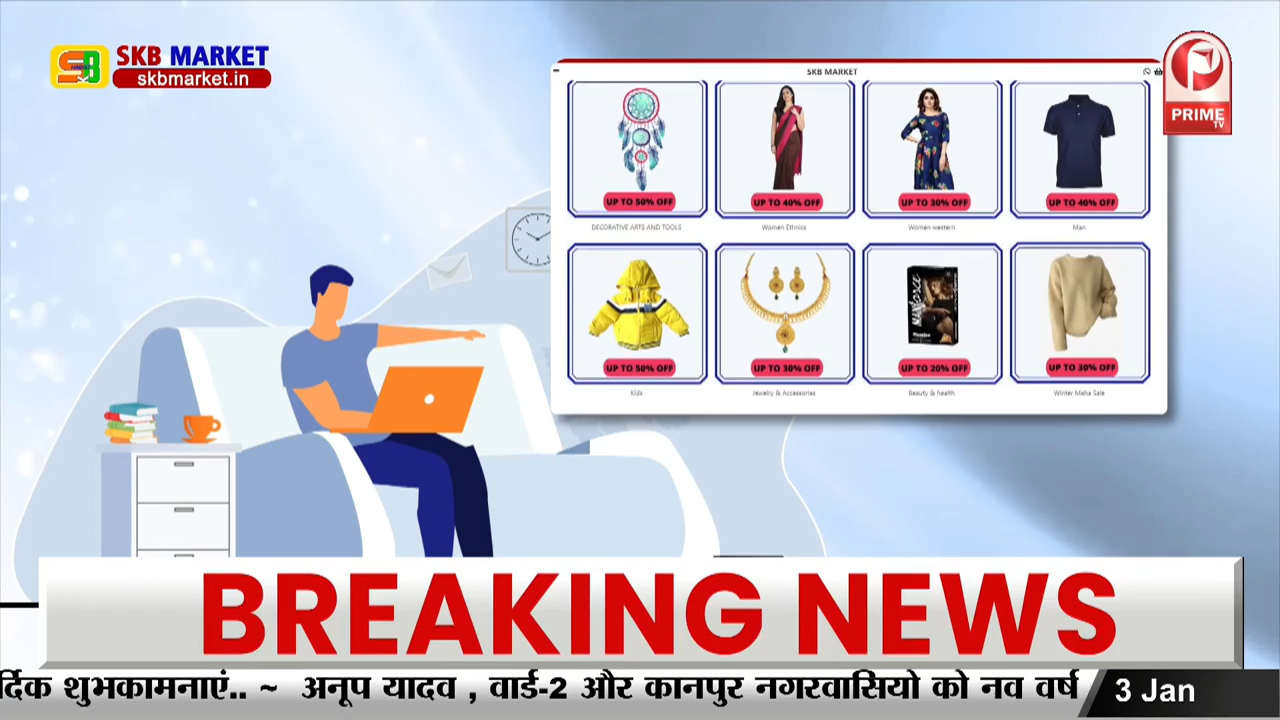 SKB MARKET
skbmarket.in
SKB MARKET
PRIME
TV
UP TO 50% OFF
UP TO 40% OFF
UP TO 30% OFF
UP TO 40% OFF
DECORATIVE ARTS AND TOOLS
Women Ethnics
Women western
Man
UP TO 50% OFF
UP TO 30% OFF
UP TO 20% OFF
UP TO 30% OFF
Kids
Jewelry & Accessories
Beauty & health
Winter Maha Sale
BREAKING NEWS
र्दिक शुभकामनाएं.. ~ अनूप यादव , वार्ड-2 और कानपुर नगरवासियो को नव वर्ष
3 Jan